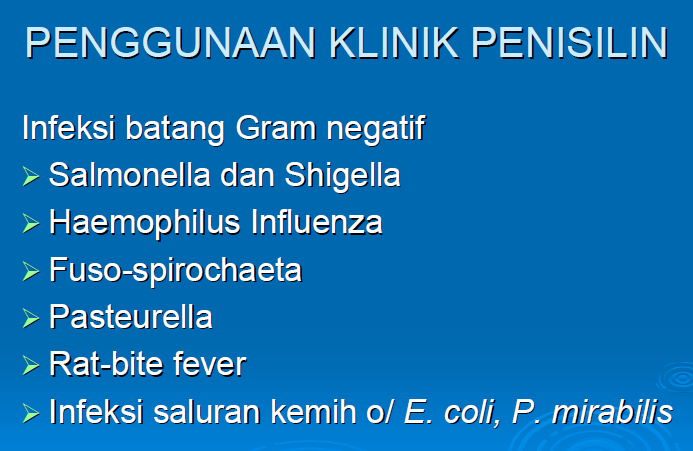 PENGGUNAAN KLINIK PENISILIN
Infeksi batang Gram negatif
Salmonella dan Shigella
Haemophilus Influenza
Fuso-spirochaeta
Pasteurella
Rat-bite fever
Infeksi saluran kemih o/ E. coli, P. mirabilis